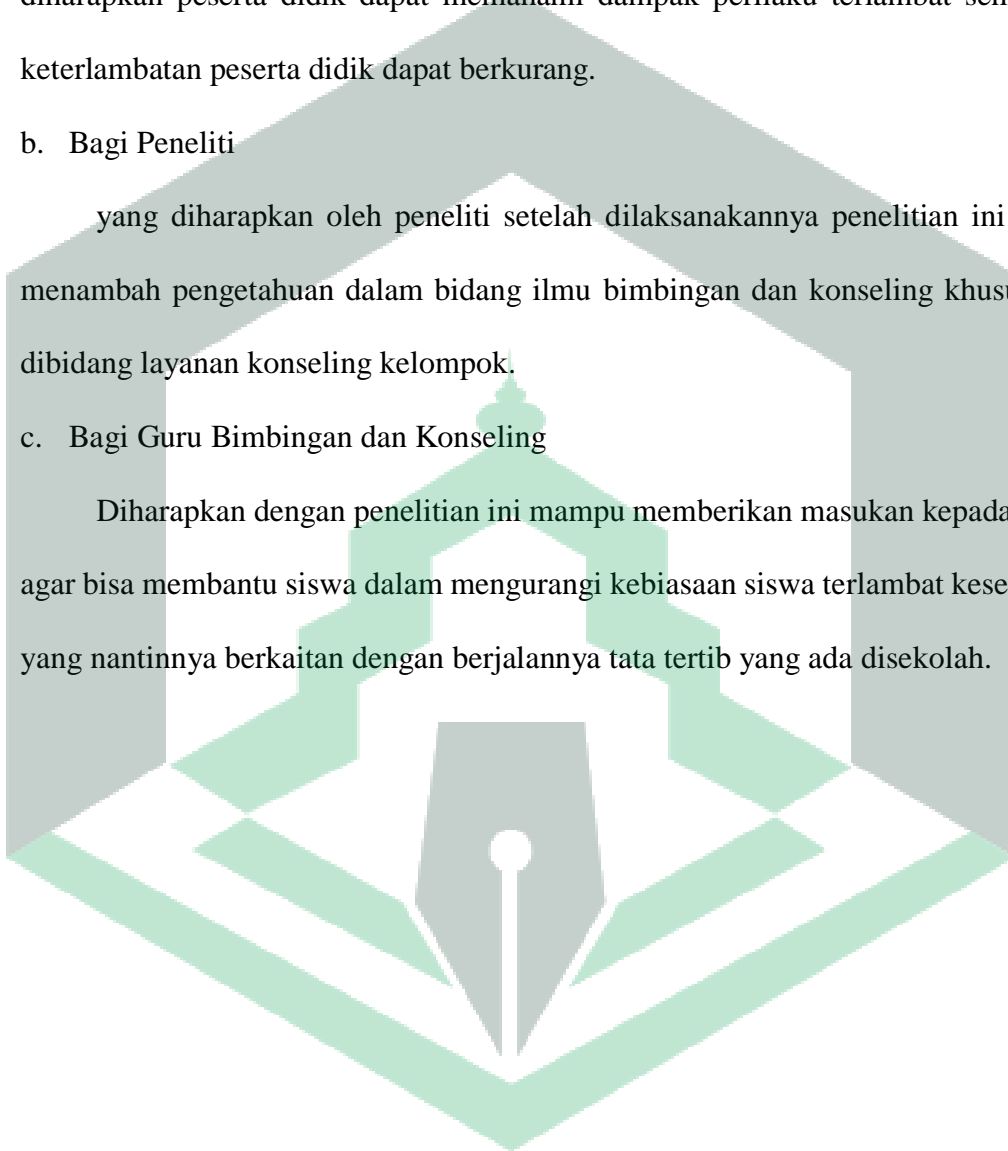 diharapkan peserta didik dapat memahami dampak perilaku terlambat
keterlambatan peserta didik dapat berkurang.
b. Bagi Peneliti
yang diharapkan oleh peneliti setelah dilaksanakannya penelitian ini
menambah pengetahuan dalam bidang ilmu bimbingan dan konseling
dibidang layanan konseling kelompok.
c. Bagi Guru Bimbingan dan Konseling
Diharapkan dengan penelitian ini mampu memberikan masukan kepada
agar bisa membantu siswa dalam mengurangi kebiasaan siswa terlambat
yang nantinnya berkaitan dengan berjalannya tata tertib yang ada disekolah.